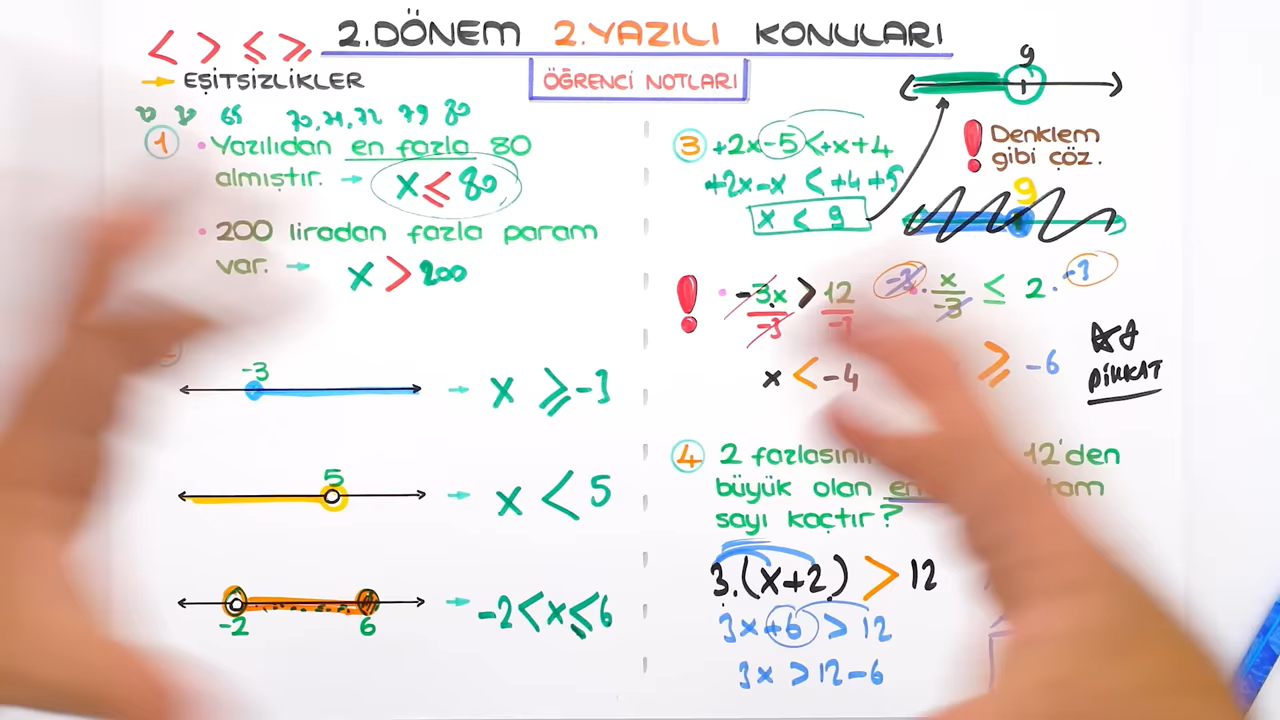 2.DÖNEM 2.YAZILI KONULARI
< > ≤ ≥
EŞİTSİZLİKLER
ÖĞRENCİ NOTLARI
65 70,71,72 79 80
1
Yazılıdan en fazla 80
almıştır. → x ≤ 80
200 liradan fazla param
var. → x > 200
-3
→ x ≥ -3
5
→ x < 5
-2 6
→ -2 < x ≤ 6
9
3 +2x-5 < +x+4
+2x-x < +4+5
x < 9
! Denklem
gibi çöz.
9
! -3x > 12
-3 -3
x < -4
-3 · x ≤ 2 · -3
-3
≥ -6
DİKKAT
4 2 fazlasının 12'den
büyük olan tam
sayı kaçtır?
3.(x+2) > 12
3x+6 > 12
3x > 12-6